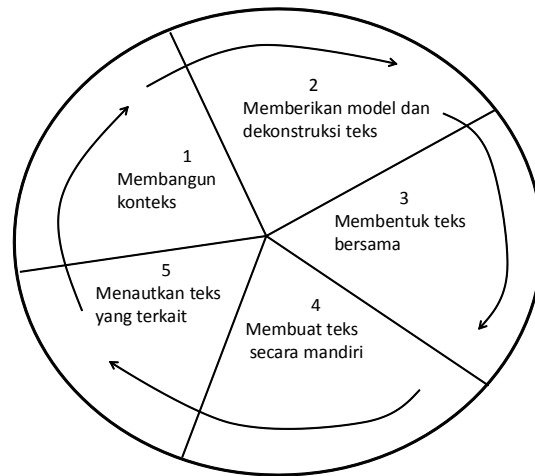 1
Membangun
konteks
2
Memberikan model dan
dekonstruksi teks
3
Membentuk teks
bersama
4
Membuat teks
secara mandiri
5
Menautkan teks
yang terkait